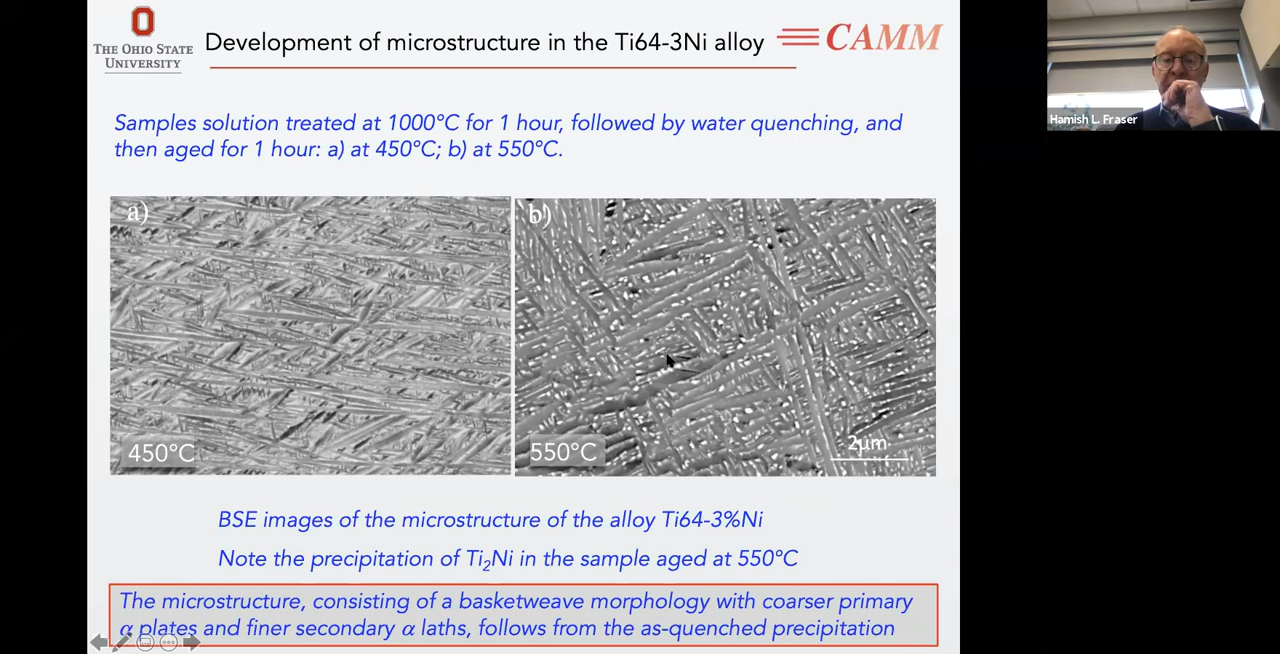 THE OHIO STATE
UNIVERSITY
Development of microstructure in the Ti64-3Ni alloy
CAMM
Hamish L. Fraser
Samples solution treated at 1000°C for 1 hour, followed by water quenching, and
then aged for 1 hour: a) at 450°C; b) at 550°C.
a)
b)
450°C
550°C
2µm
BSE images of the microstructure of the alloy Ti64-3%Ni
Note the precipitation of Ti₂Ni in the sample aged at 550°C
The microstructure, consisting of a basketweave morphology with coarser primary
α plates and finer secondary α laths, follows from the as-quenched precipitation